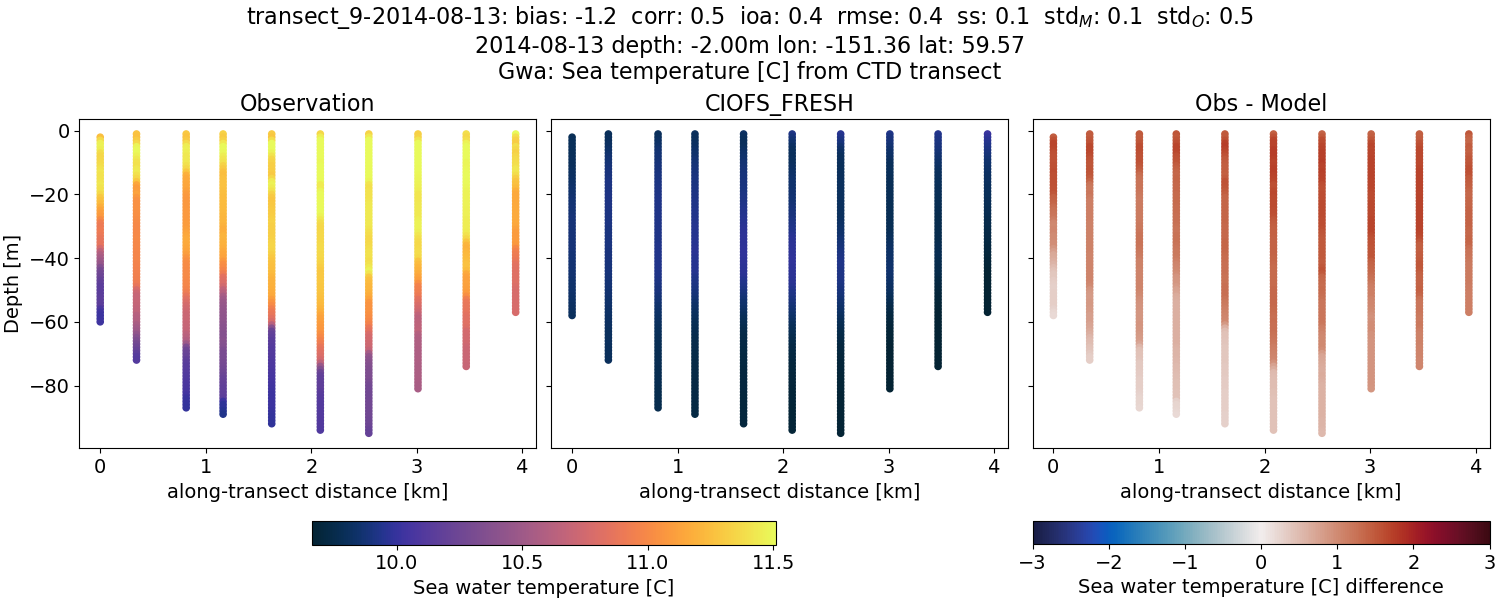 transect_9-2014-08-13: bias: -1.2  corr: 0.5  ioa: 0.4  rmse: 0.4  ss: 0.1  std_M: 0.1  std_O: 0.5
2014-08-13 depth: -2.00m lon: -151.36 lat: 59.57
Gwa: Sea temperature [C] from CTD transect
Observation
CIOFS_FRESH
Obs - Model
Depth [m]
0
−20
−40
−60
−80
0 1 2 3 4
0 1 2 3 4
0 1 2 3 4
along-transect distance [km]
along-transect distance [km]
along-transect distance [km]
10.0 10.5 11.0 11.5
Sea water temperature [C]
−3 −2 −1 0 1 2 3
Sea water temperature [C] difference